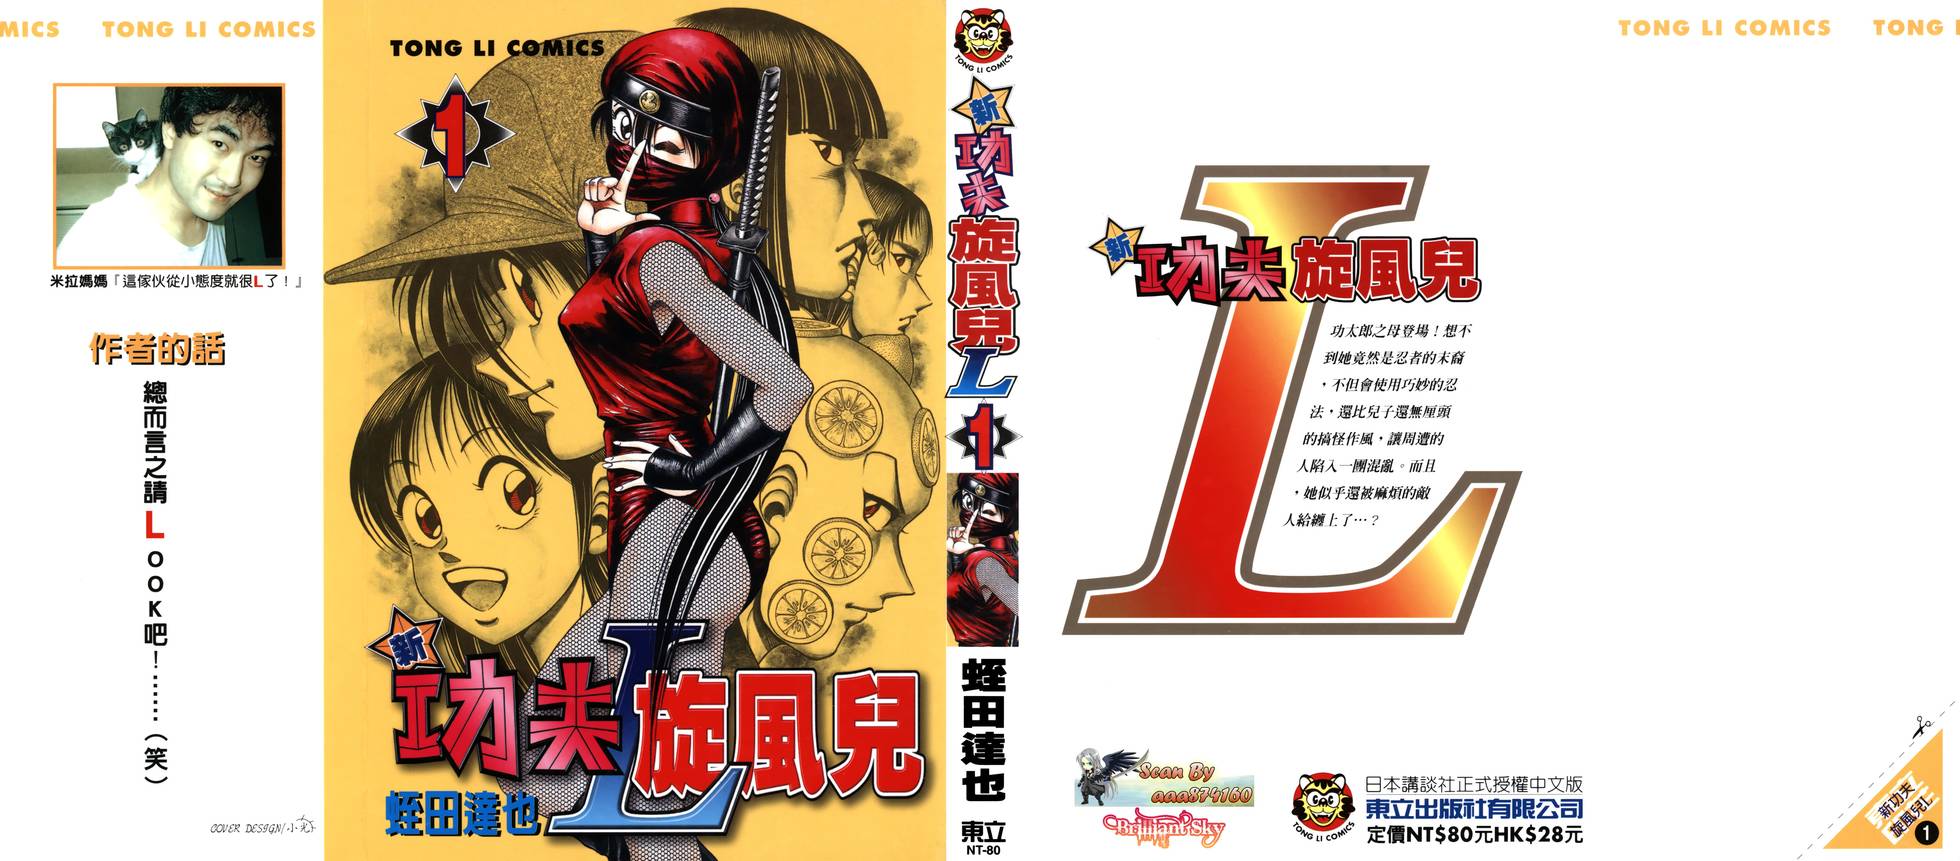 MICS
TONG LI COMICS
米拉媽媽「這傢伙從小態度就很L了！』
作者的話
總而言之請Look吧！……（笑）
COVER DESIGN/小光
TONG LI COMICS
1
新
功夫旋風兒
L
蛭田達也
TONG LI COMICS
新
功夫旋風兒L
1
蛭田達也
東立
NT-80
L
新
功夫旋風兒
功太郎之母登場！想不
到她竟然是忍者的末裔
，不但會使用巧妙的忍
法，還比兒子還無厘頭
的搞怪作風，讓周遭的
人陷入一團混亂。而且
，她似乎還被麻煩的敵
人給纏上了…？
Scan By
aaa874160
Brilliant Sky
TONG LI COMICS
日本講談社正式授權中文版
東立出版社有限公司
定價NT$80元HK$28元
TONG LI COMICS
TONG L
新功夫
旋風兒L
1